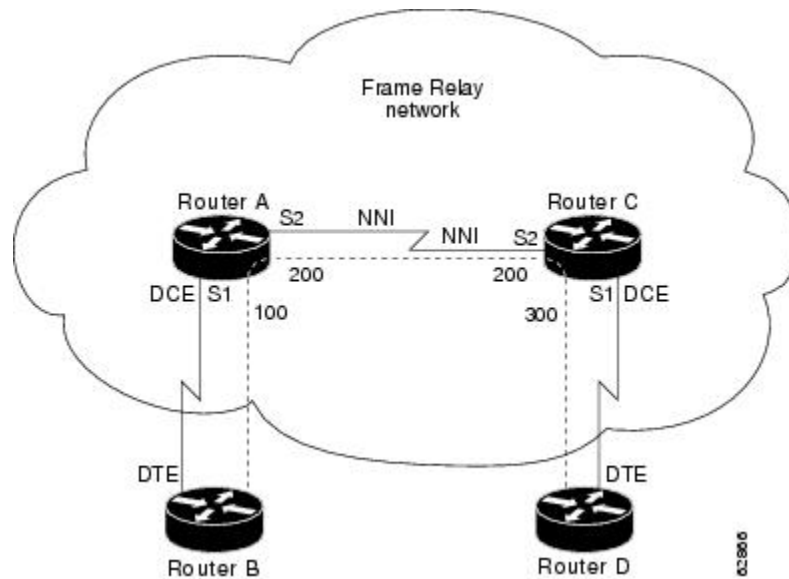 Frame Relay
network
Router A
Router C
S2
NNI
NNI
S2
200
200
DCE
S1
S1
DCE
100
300
DTE
DTE
Router B
Router D
62866